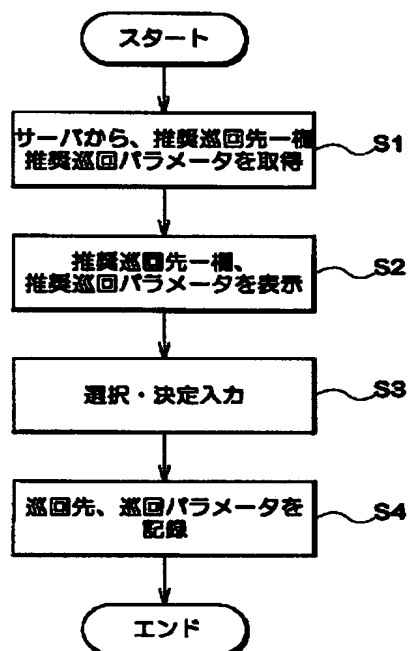 スタート
サーバから、推奨巡回先一欄
推奨巡回パラメータを取得
S1
推奨巡回先一欄、
推奨巡回パラメータを表示
S2
選択・決定入力
S3
巡回先、巡回パラメータを
記録
S4
エンド